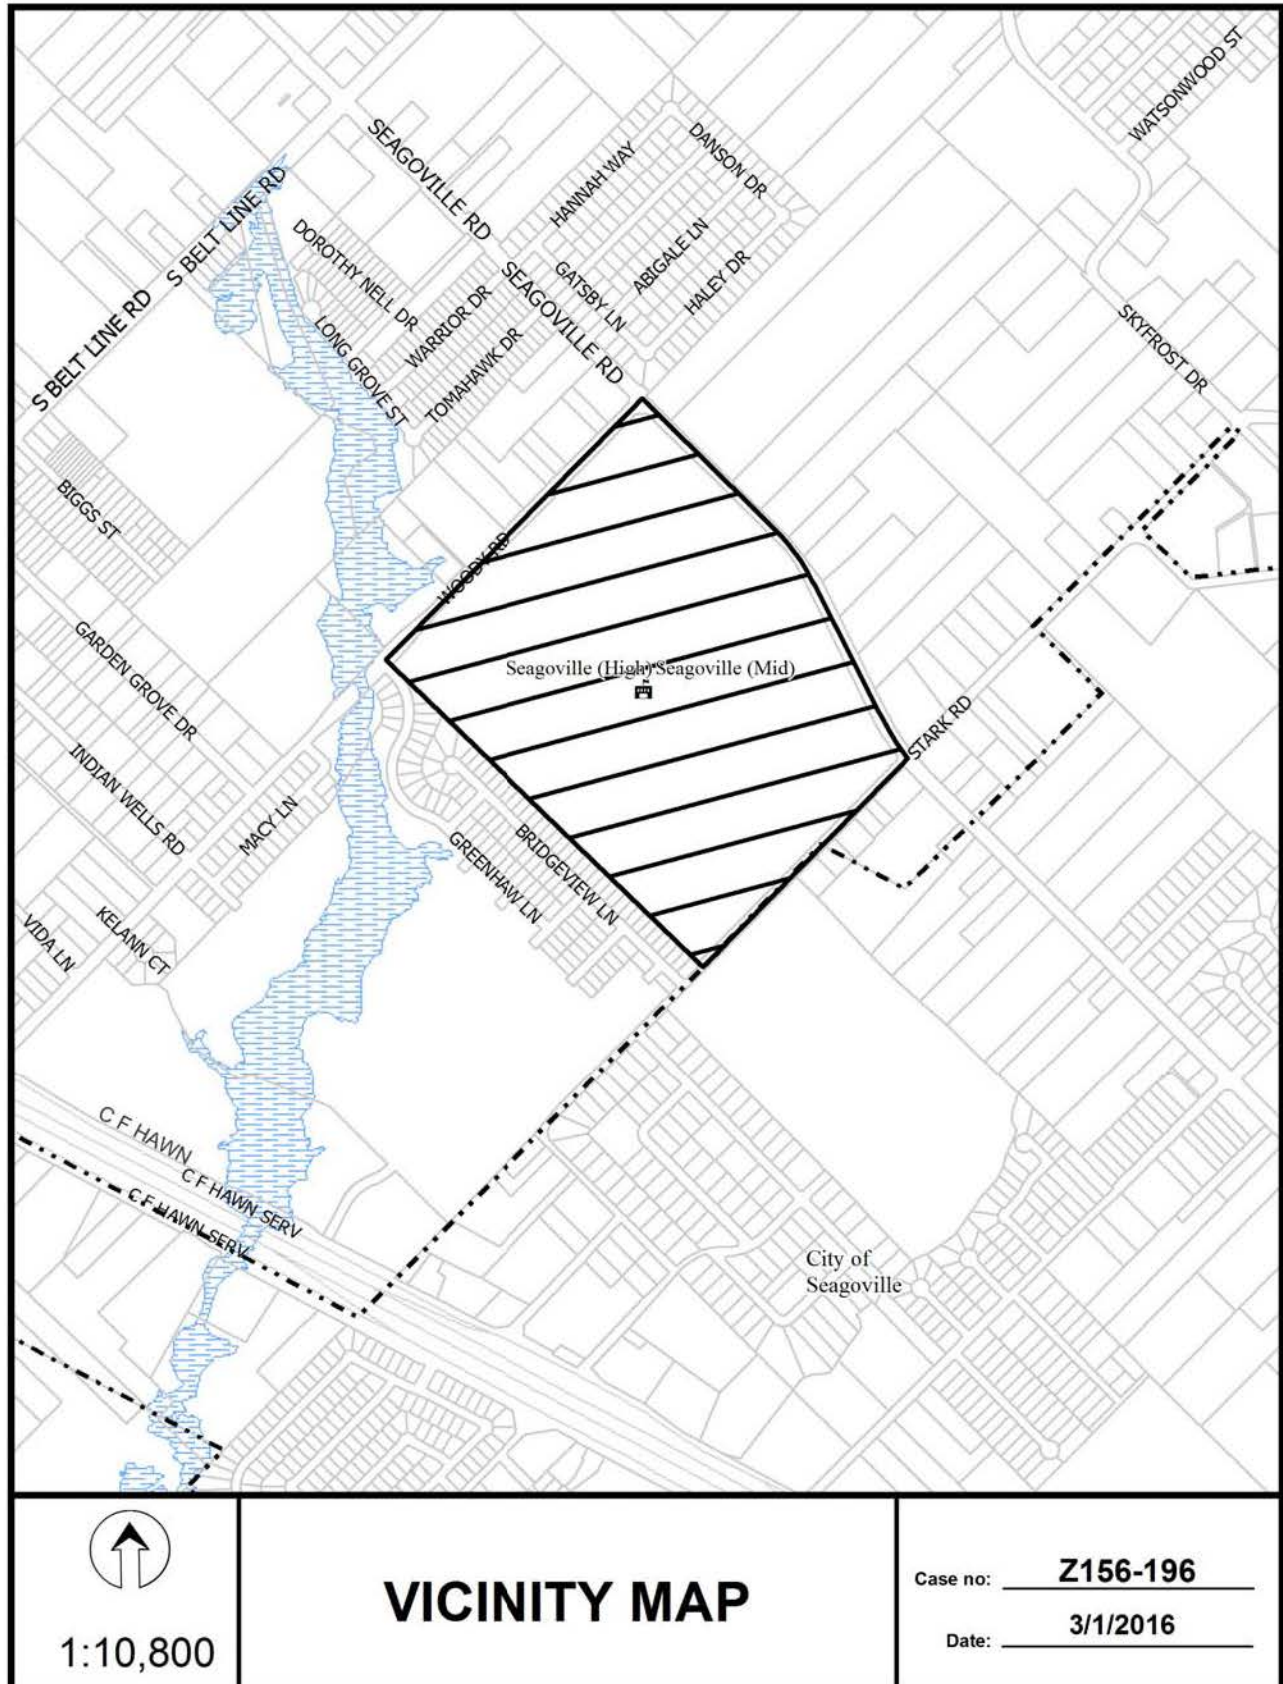 WATSONWOOD ST
SEAGOVILLE RD
DANSON DR
HANNAH WAY
S BELT LINE RD
DOROTHY NELL DR
ABIGALE LN
GATSBY LN
HALEY DR
SEAGOVILLE RD
WARRIOR DR
S BELT LINE RD
LONG GROVE ST
TOMAHAWK DR
SKYFROST DR
BIGGS ST
WOODY RD
GARDEN GROVE DR
Seagoville (High)
Seagoville (Mid)
STARK RD
INDIAN WELLS RD
MACY LN
BRIDGEVIEW LN
GREENHAW LN
VIDA LN
KELANN CT
C F HAWN
C F HAWN SERV
C F HAWN SERV
City of
Seagoville
1:10,800
VICINITY MAP
Case no: Z156-196
Date: 3/1/2016